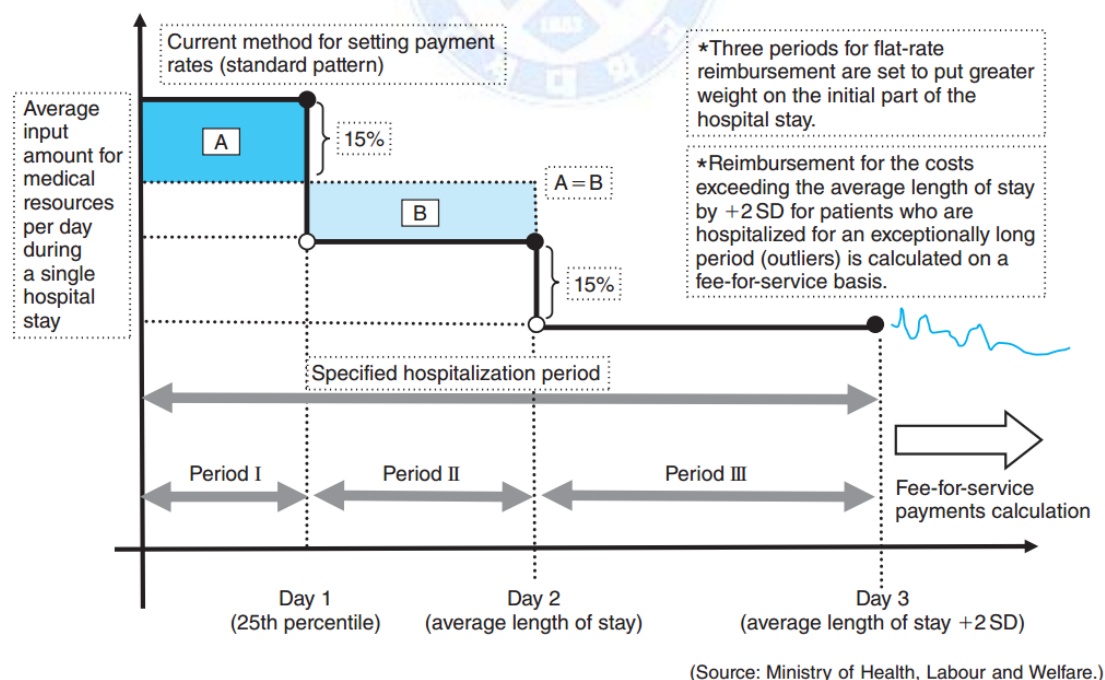 Current method for setting payment
rates (standard pattern)
*Three periods for flat-rate
reimbursement are set to put greater
weight on the initial part of the
hospital stay.
Average
input
amount for
medical
resources
per day
during
a single
hospital
stay
A
15%
*Reimbursement for the costs
exceeding the average length of stay
by +2 SD for patients who are
hospitalized for an exceptionally long
period (outliers) is calculated on a
fee-for-service basis.
A=B
B
15%
Specified hospitalization period
Period Ⅰ
Period Ⅱ
Period Ⅲ
Fee-for-service
payments calculation
Day 1
(25th percentile)
Day 2
(average length of stay)
Day 3
(average length of stay +2 SD)
(Source: Ministry of Health, Labour and Welfare.)